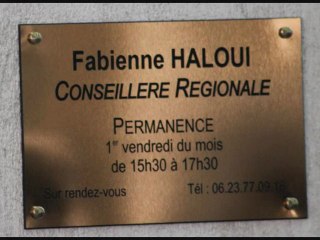 Fabienne HALOUI
CONSEILLERE REGIONALE
PERMANENCE
1er vendredi du mois
de 15h30 à 17h30
Sur rendez-vous Tél : 06.23.77.09.16